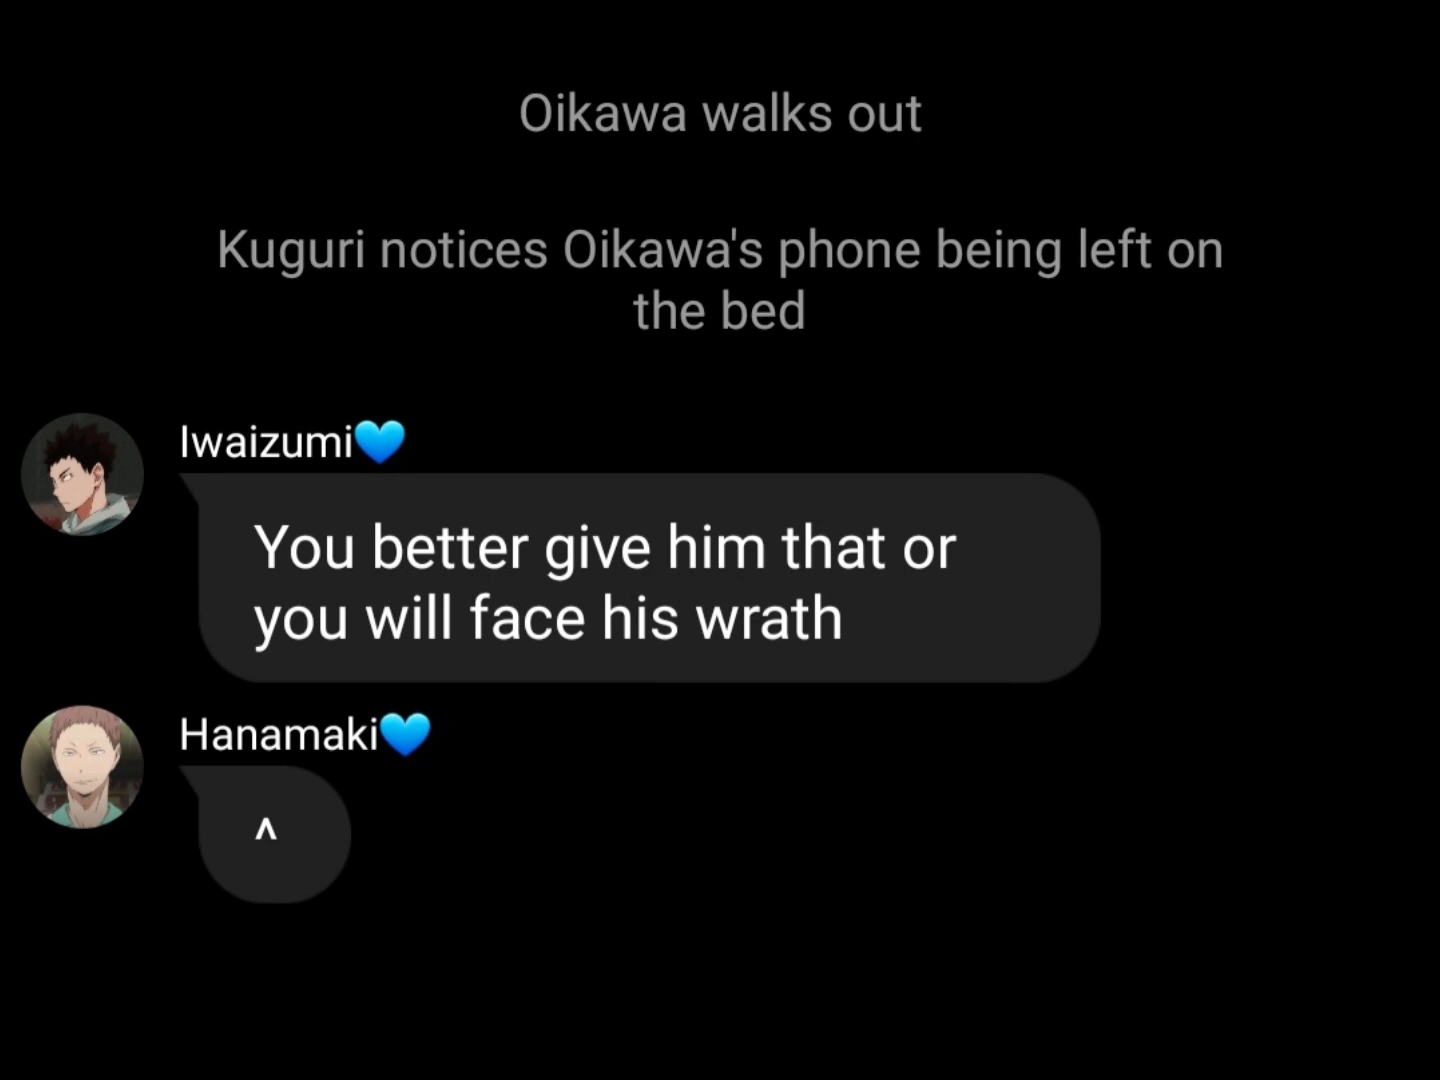 Oikawa walks out
Kuguri notices Oikawa's phone being left on
the bed
Iwaizumi💙
You better give him that or
you will face his wrath
Hanamaki💙
^